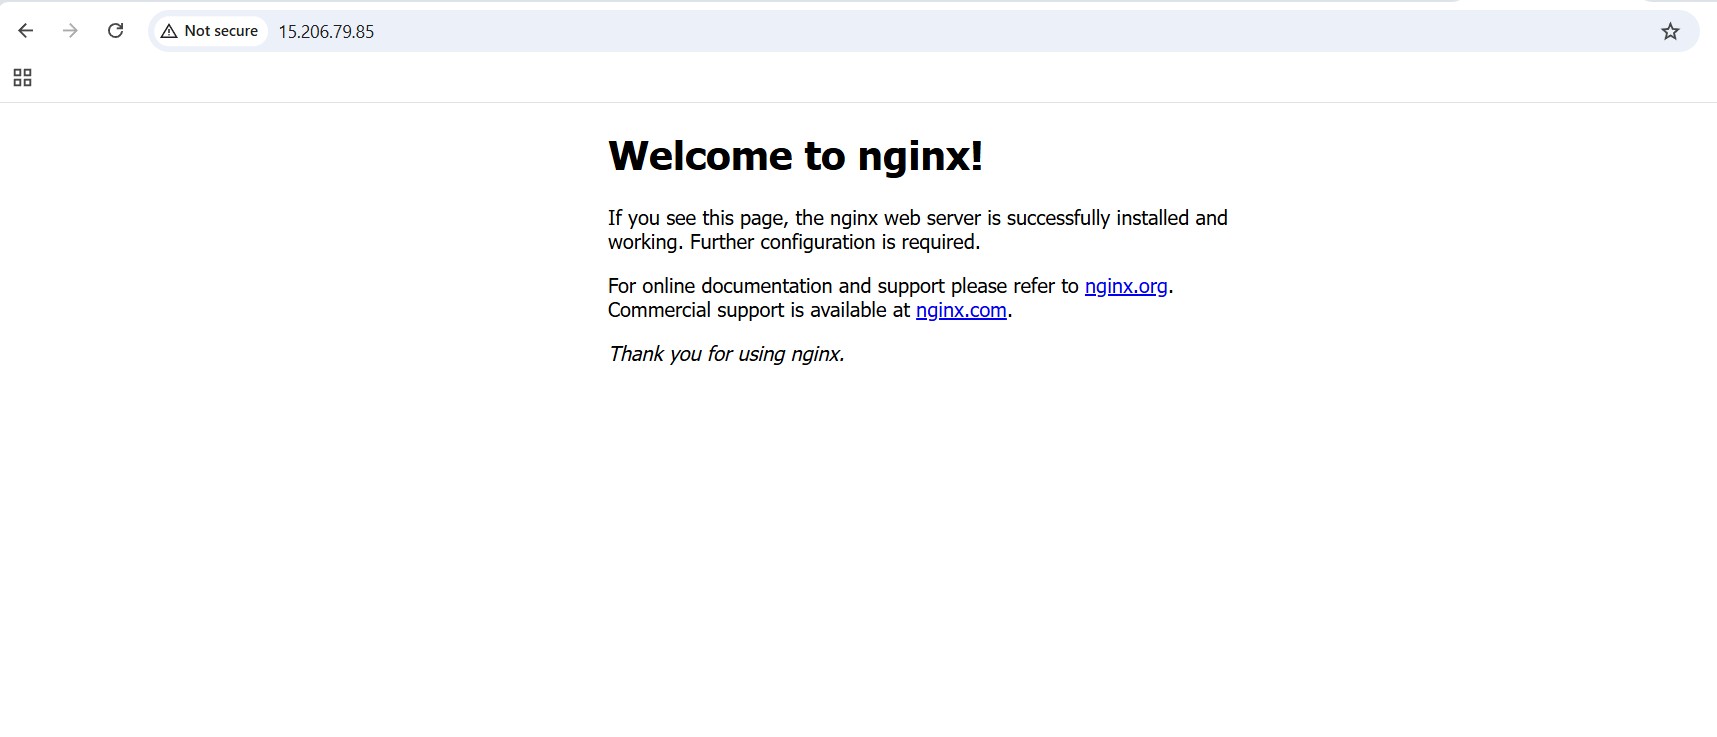 Not secure 15.206.79.85
Welcome to nginx!
If you see this page, the nginx web server is successfully installed and
working. Further configuration is required.
For online documentation and support please refer to nginx.org.
Commercial support is available at nginx.com.
Thank you for using nginx.